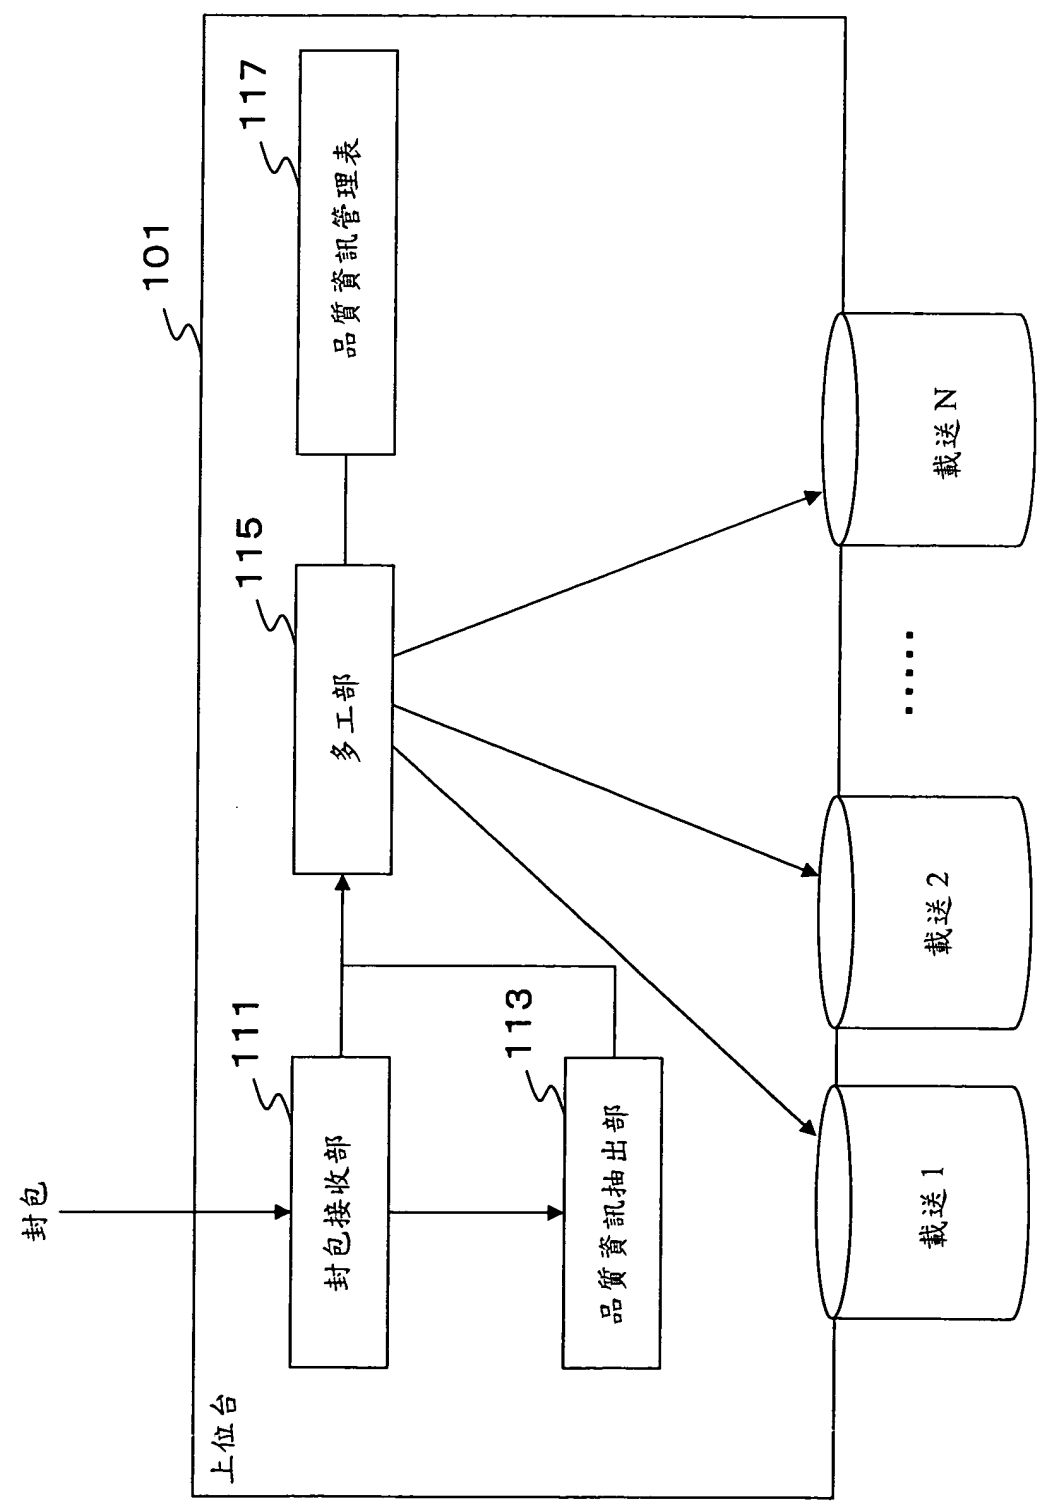 封包
上位台
101
封包接收部
111
多工部
115
品質資訊管理表
117
品質資訊抽出部
113
載送1
載送2
.....
載送N